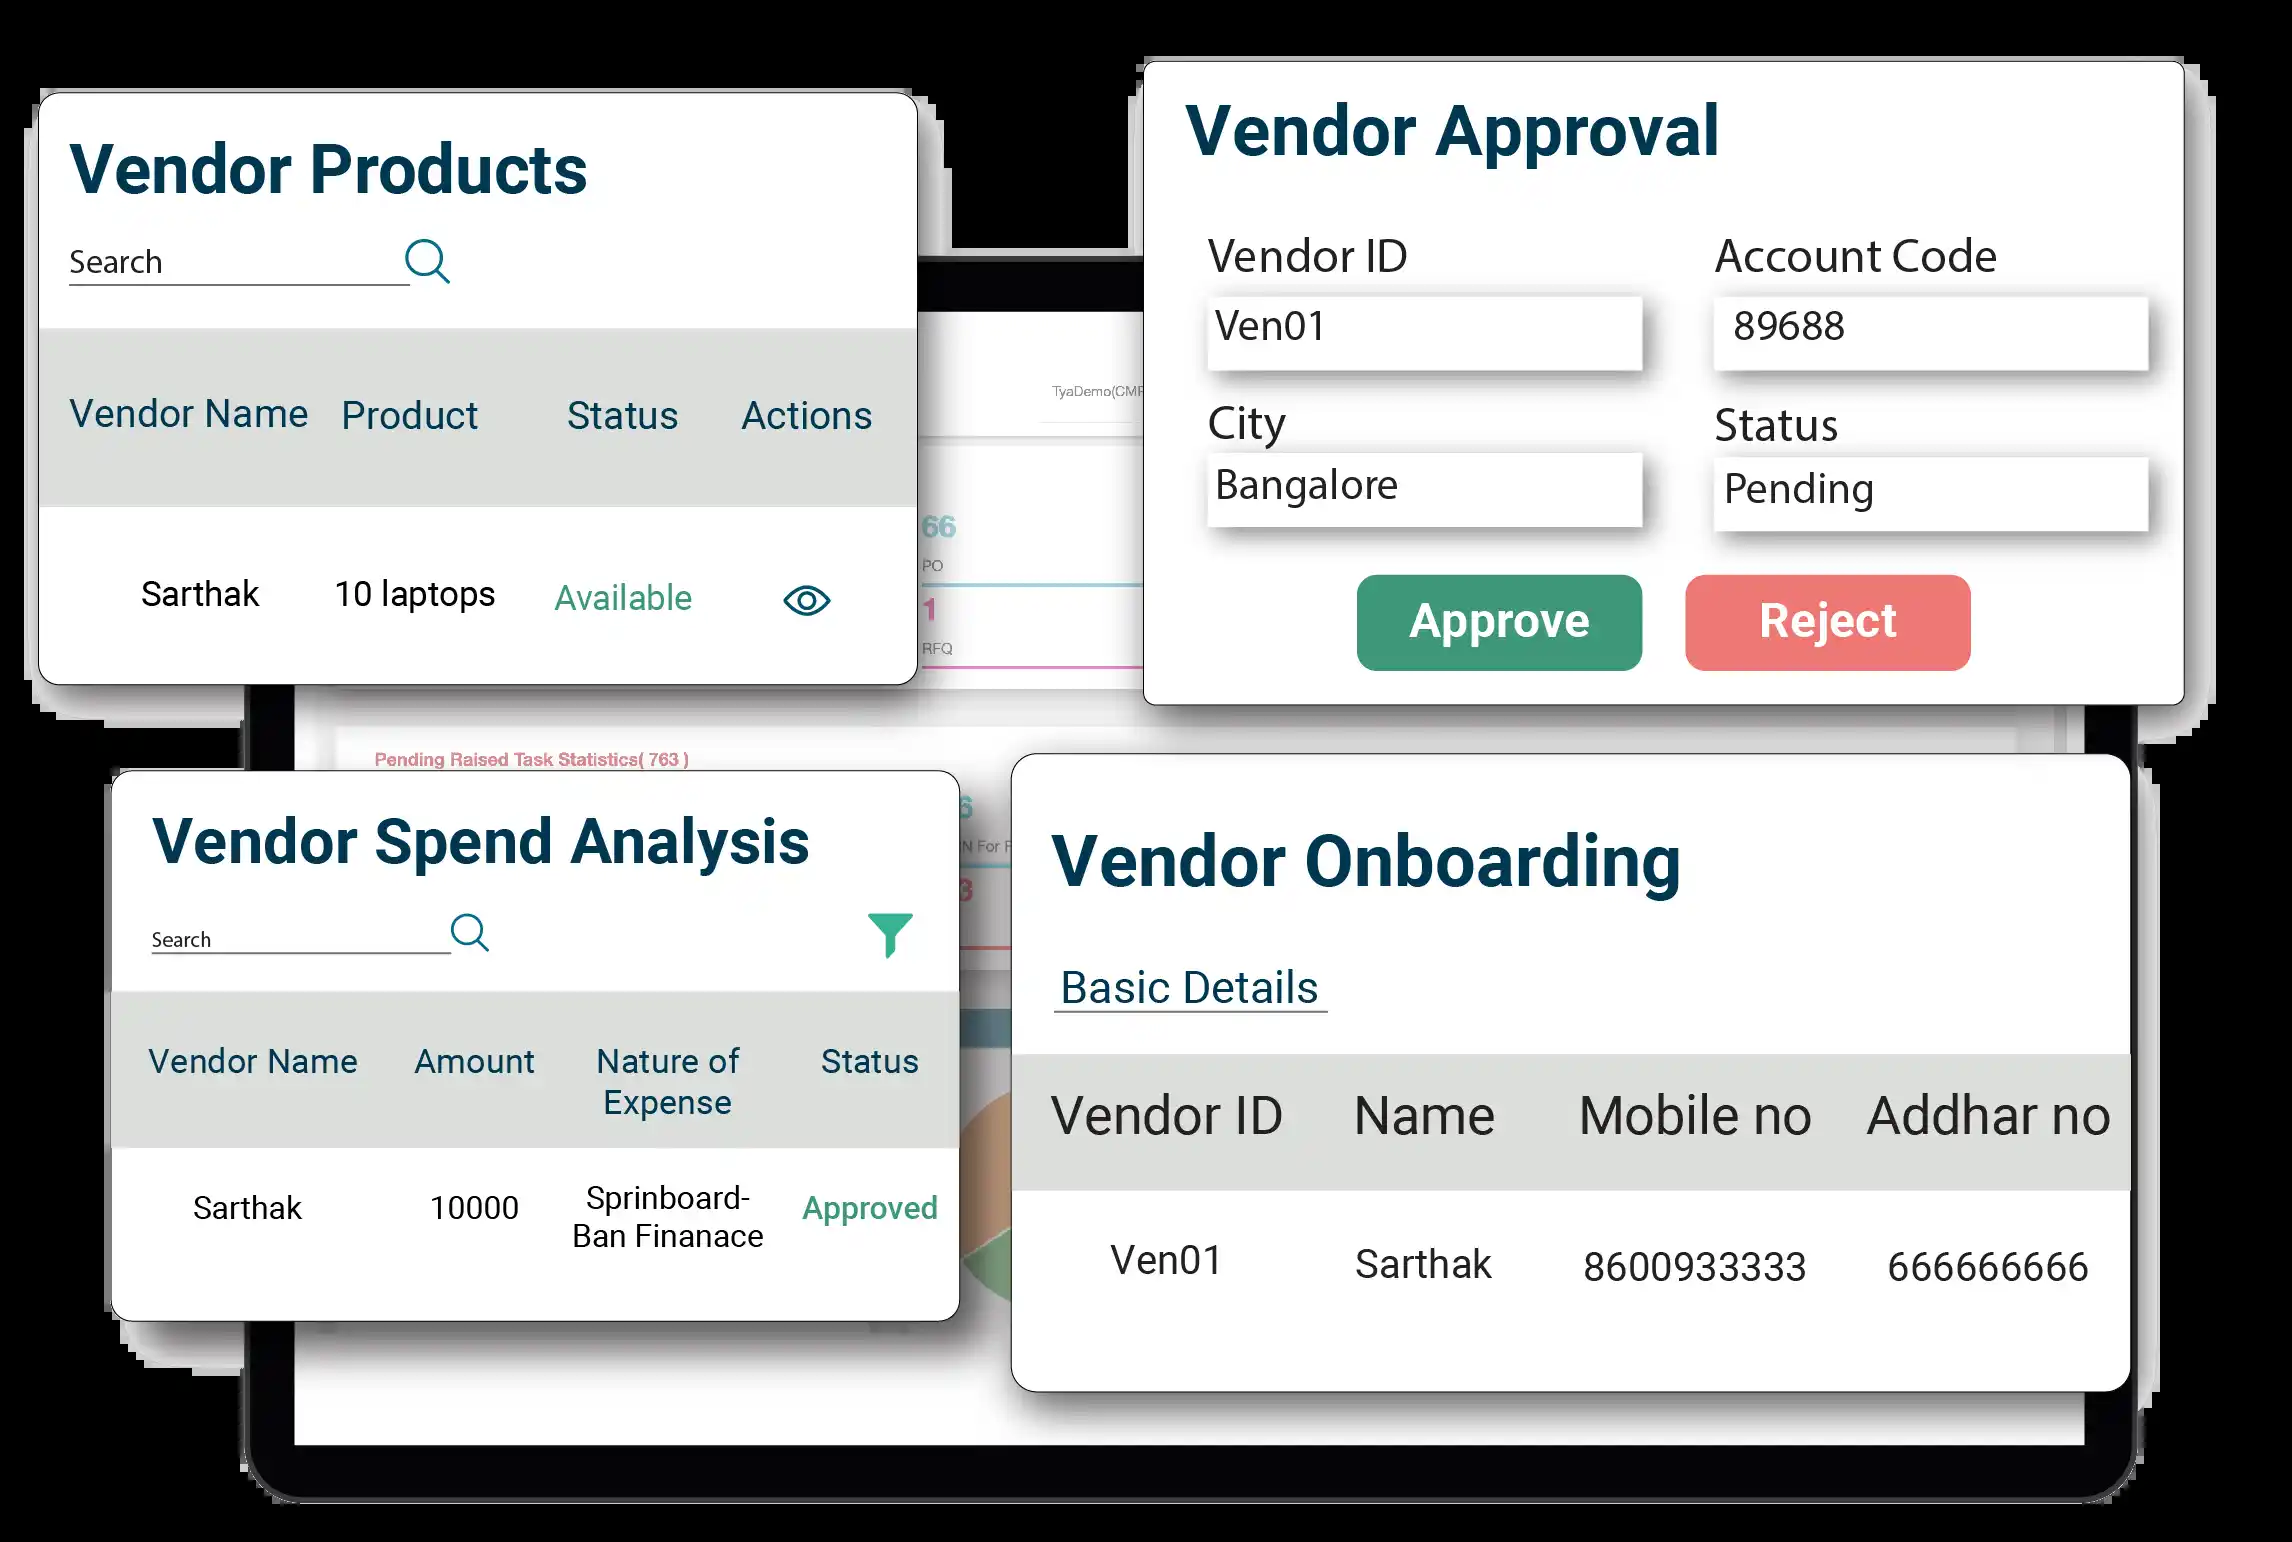 Vendor Products
Search
Vendor Name Product Status Actions
Sarthak 10 laptops Available
Vendor Approval
Vendor ID Account Code
Ven01 89688
City Status
Bangalore Pending
Approve Reject
TyaDemo(CMP
66
PO
1
RFQ
Pending Raised Task Statistics( 763 )
Vendor Spend Analysis
Search
Vendor Name Amount Nature of
Expense Status
Sarthak 10000 Sprinboard-
Ban Finanace Approved
6
N For F
3
Vendor Onboarding
Basic Details
Vendor ID Name Mobile no Addhar no
Ven01 Sarthak 8600933333 666666666